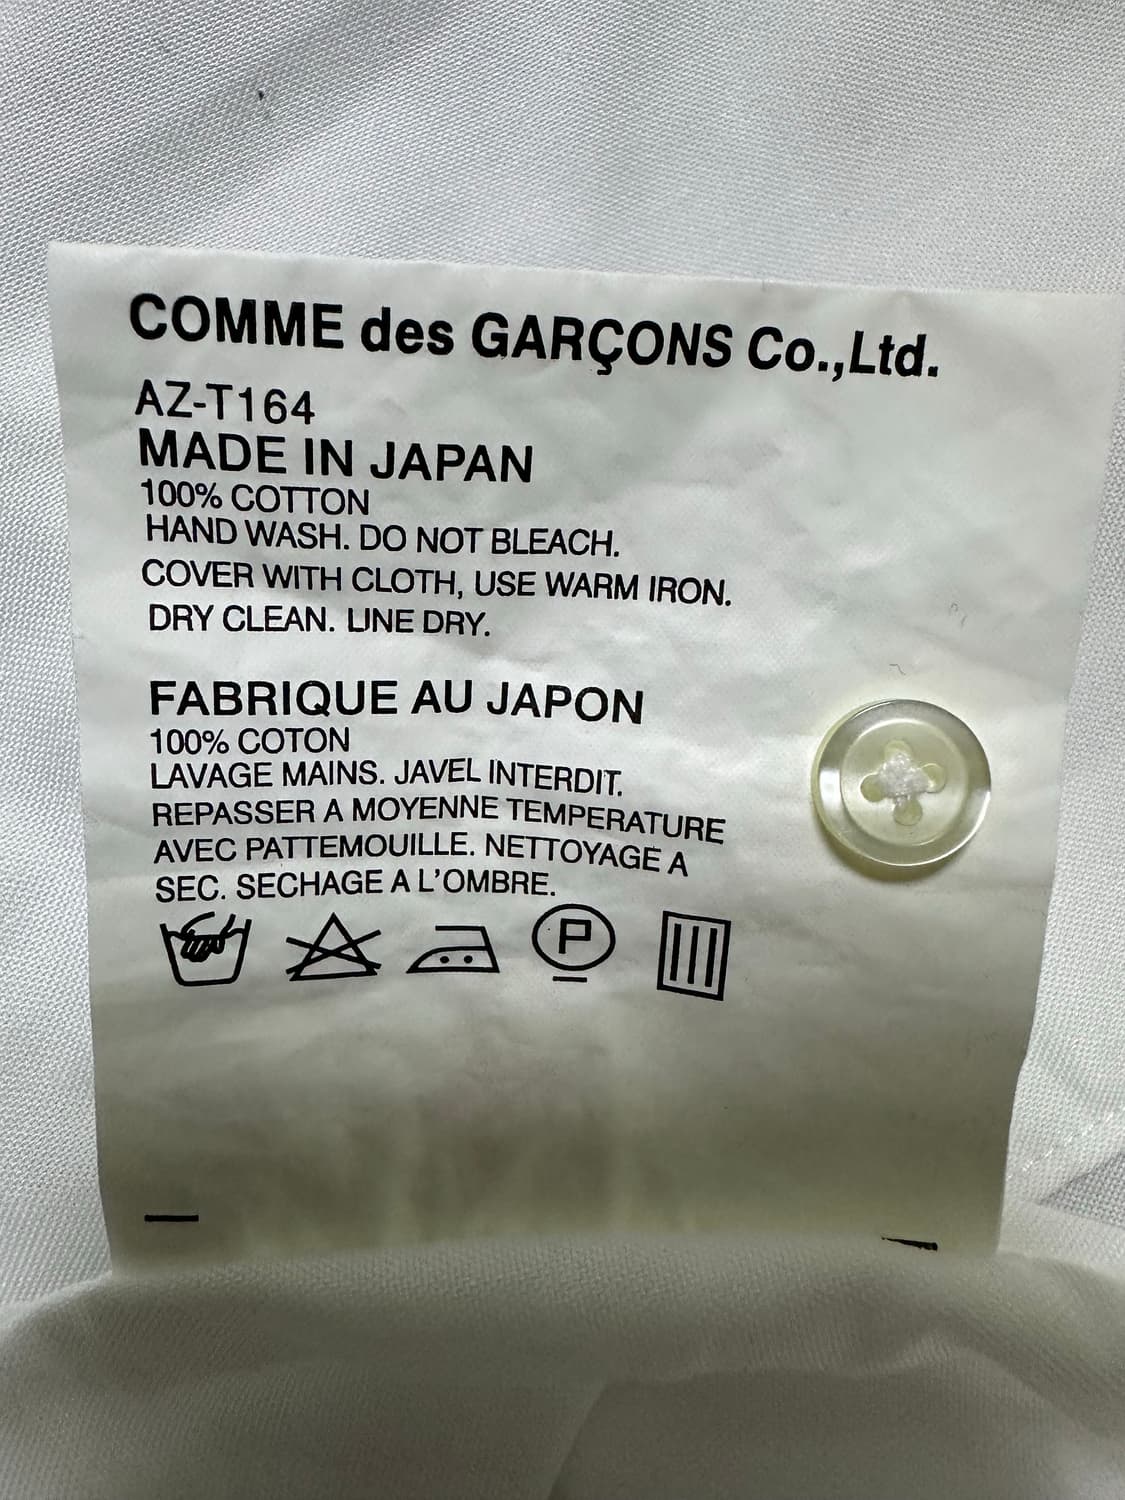 COMME des GARÇONS Co.,Ltd.
AZ-T164
MADE IN JAPAN
100% COTTON
HAND WASH. DO NOT BLEACH.
COVER WITH CLOTH, USE WARM IRON.
DRY CLEAN. LINE DRY.
FABRIQUE AU JAPON
100% COTON
LAVAGE MAINS. JAVEL INTERDIT.
REPASSER A MOYENNE TEMPERATURE
AVEC PATTEMOUILLE. NETTOYAGE A
SEC. SECHAGE A L'OMBRE.
P